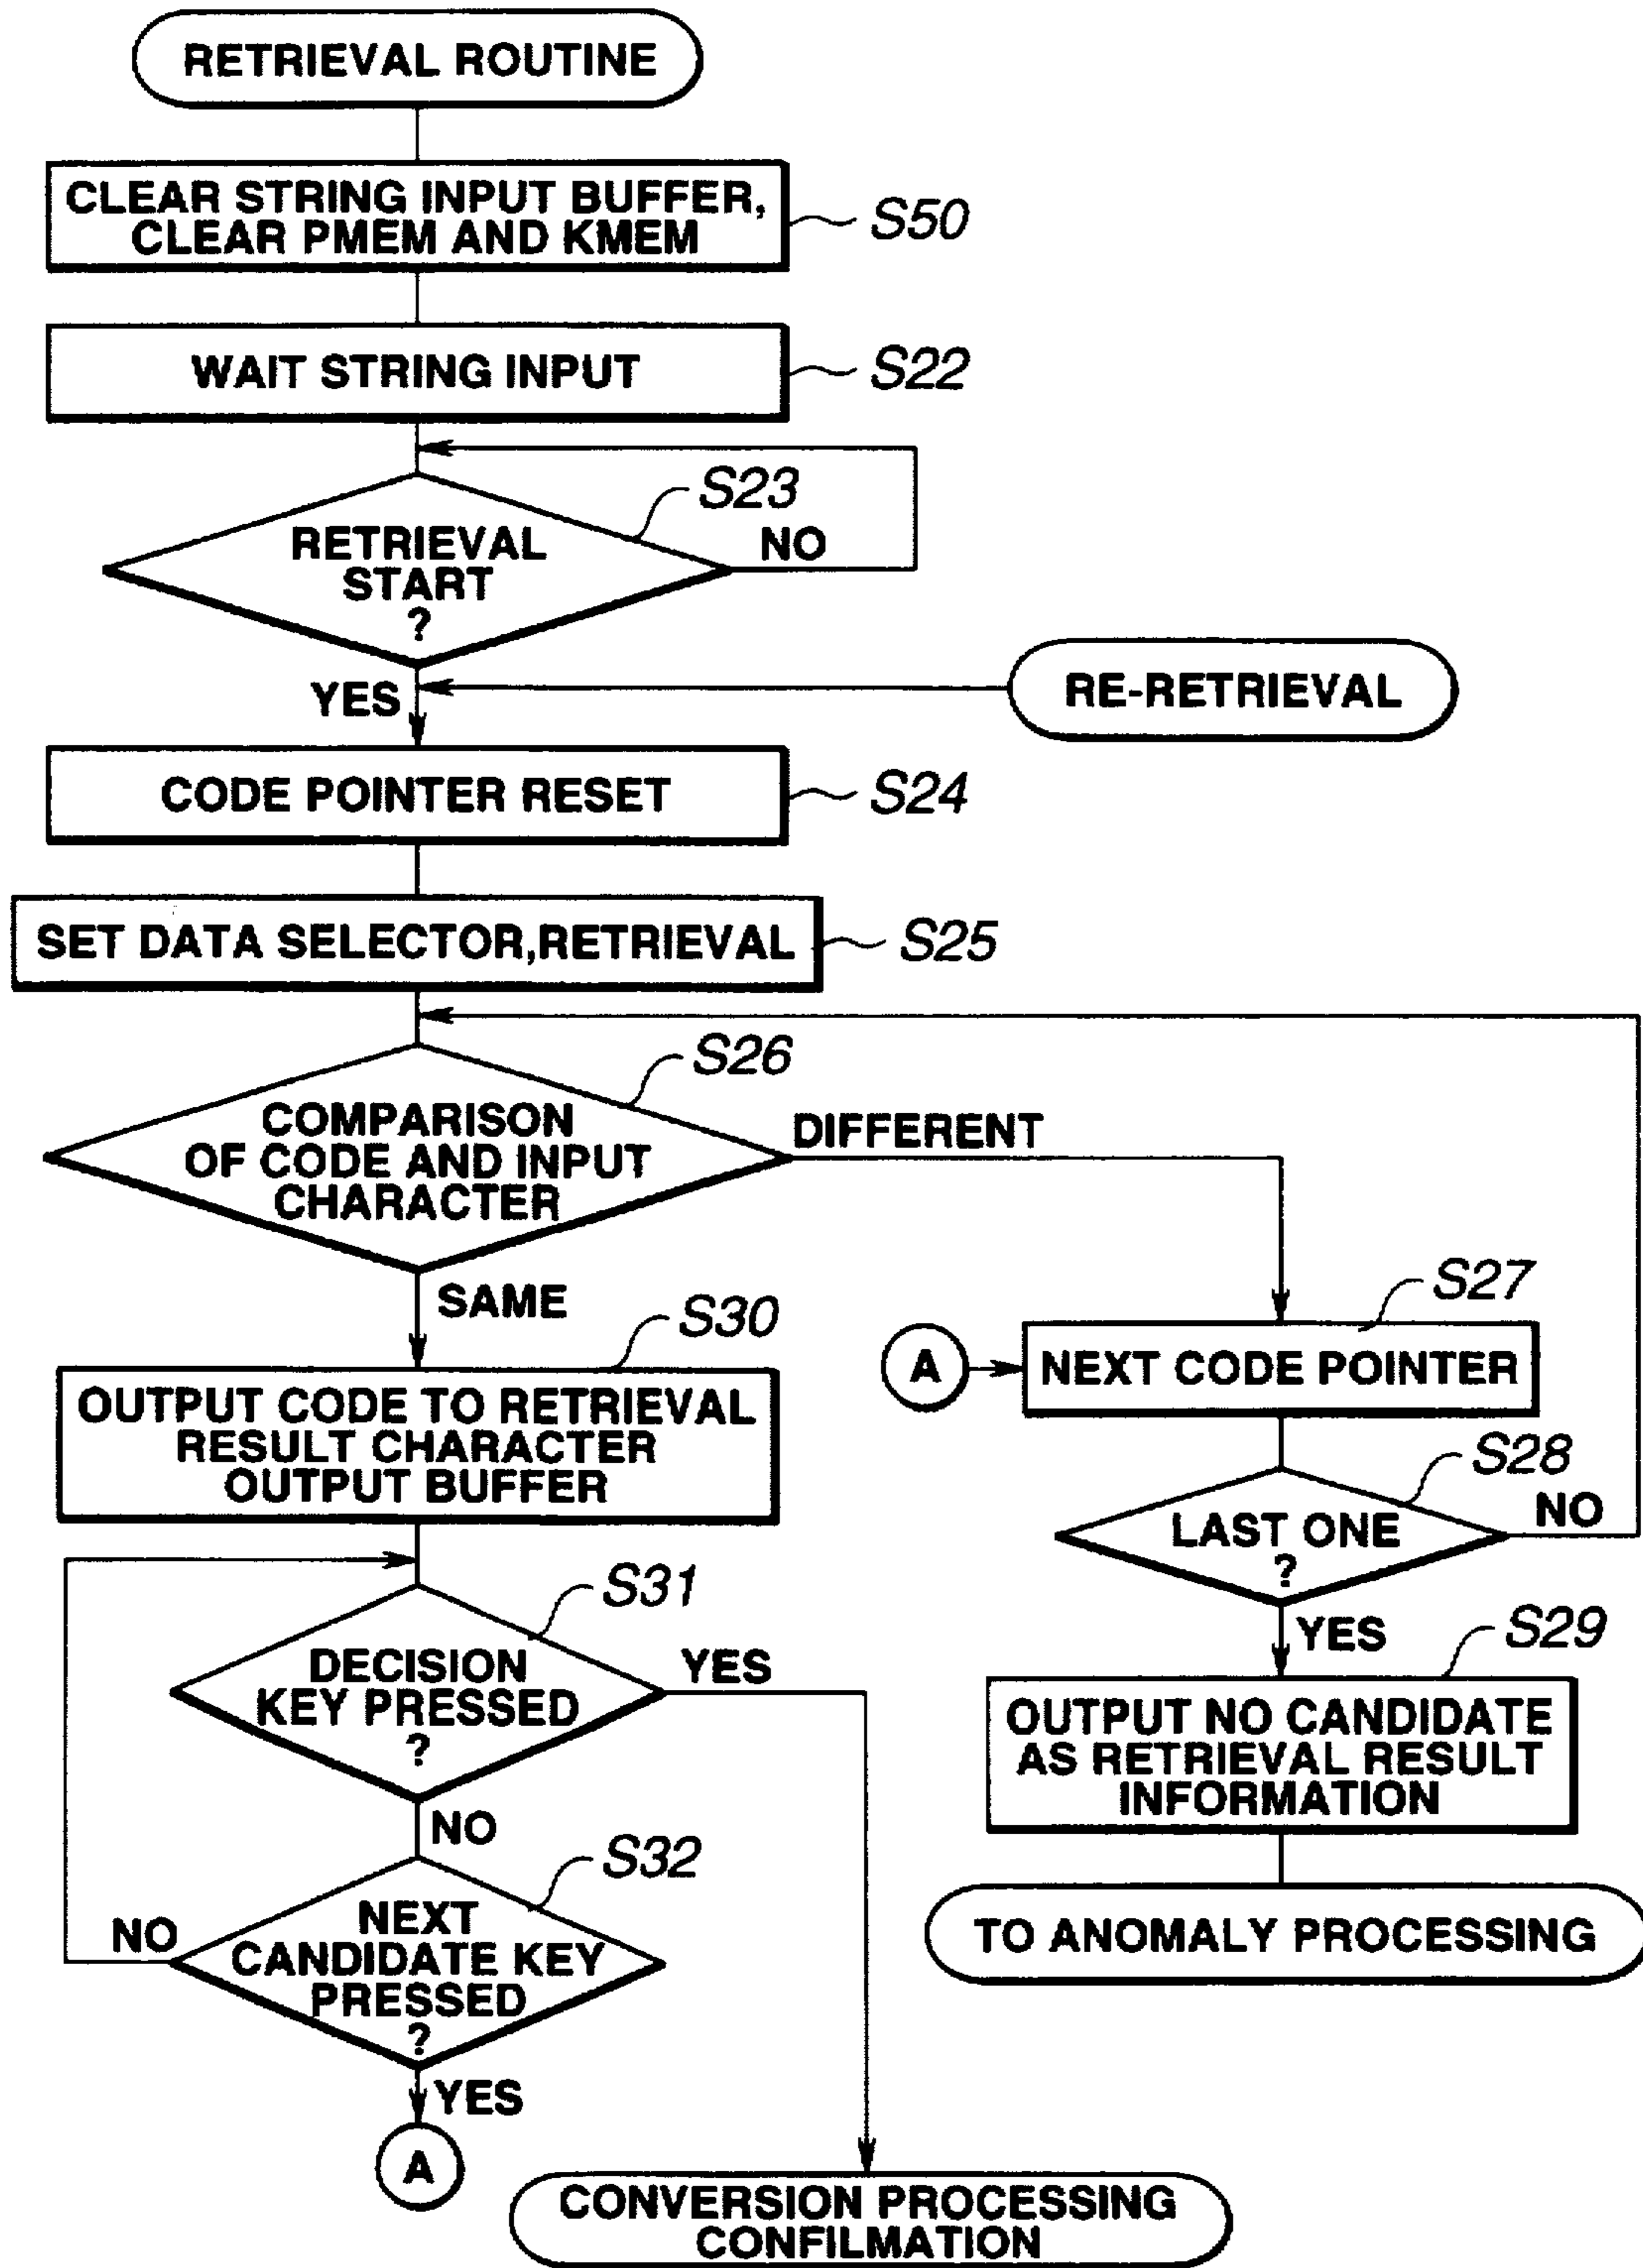 RETRIEVAL ROUTINE
CLEAR STRING INPUT BUFFER,
CLEAR PMEM AND KMEM
S50
WAIT STRING INPUT
S22
S23
RETRIEVAL
START
?
NO
YES
RE-RETRIEVAL
CODE POINTER RESET
S24
SET DATA SELECTOR,RETRIEVAL
S25
S26
COMPARISON
OF CODE AND INPUT
CHARACTER
DIFFERENT
SAME
S27
A
NEXT CODE POINTER
S30
OUTPUT CODE TO RETRIEVAL
RESULT CHARACTER
OUTPUT BUFFER
S28
LAST ONE
?
NO
YES
S29
OUTPUT NO CANDIDATE
AS RETRIEVAL RESULT
INFORMATION
TO ANOMALY PROCESSING
S31
DECISION
KEY PRESSED
?
YES
NO
S32
NEXT
CANDIDATE KEY
PRESSED
?
NO
YES
A
CONVERSION PROCESSING
CONFILMATION